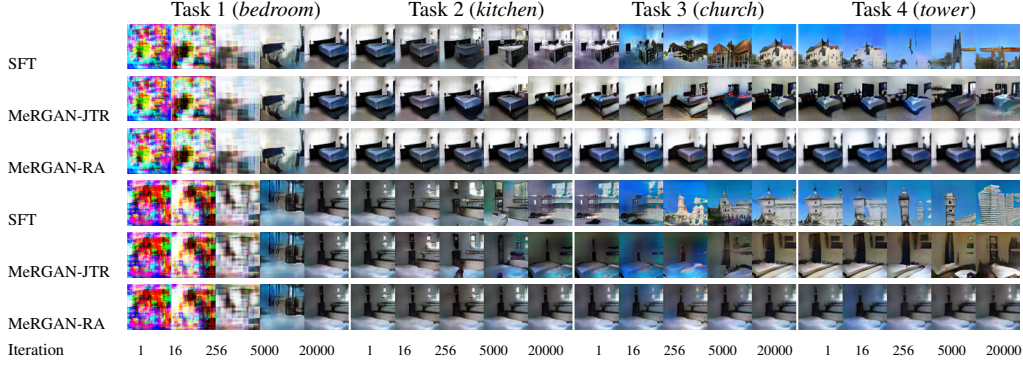 Task 1 (bedroom) Task 2 (kitchen) Task 3 (church) Task 4 (tower)
SFT
MeRGAN-JTR
MeRGAN-RA
SFT
MeRGAN-JTR
MeRGAN-RA
Iteration 1 16 256 5000 20000 1 16 256 5000 20000 1 16 256 5000 20000 1 16 256 5000 20000